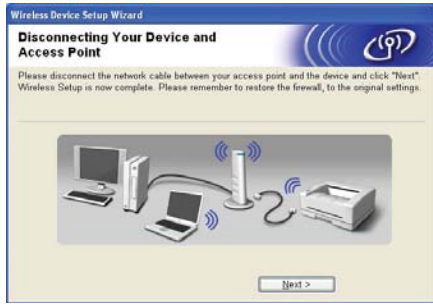 Wireless Device Setup Wizard
Disconnecting Your Device and
Access Point
Please disconnect the network cable between your access point and the device and click "Next".
Wireless Setup is now complete. Please remember to restore the firewall, to the original settings.
Next >